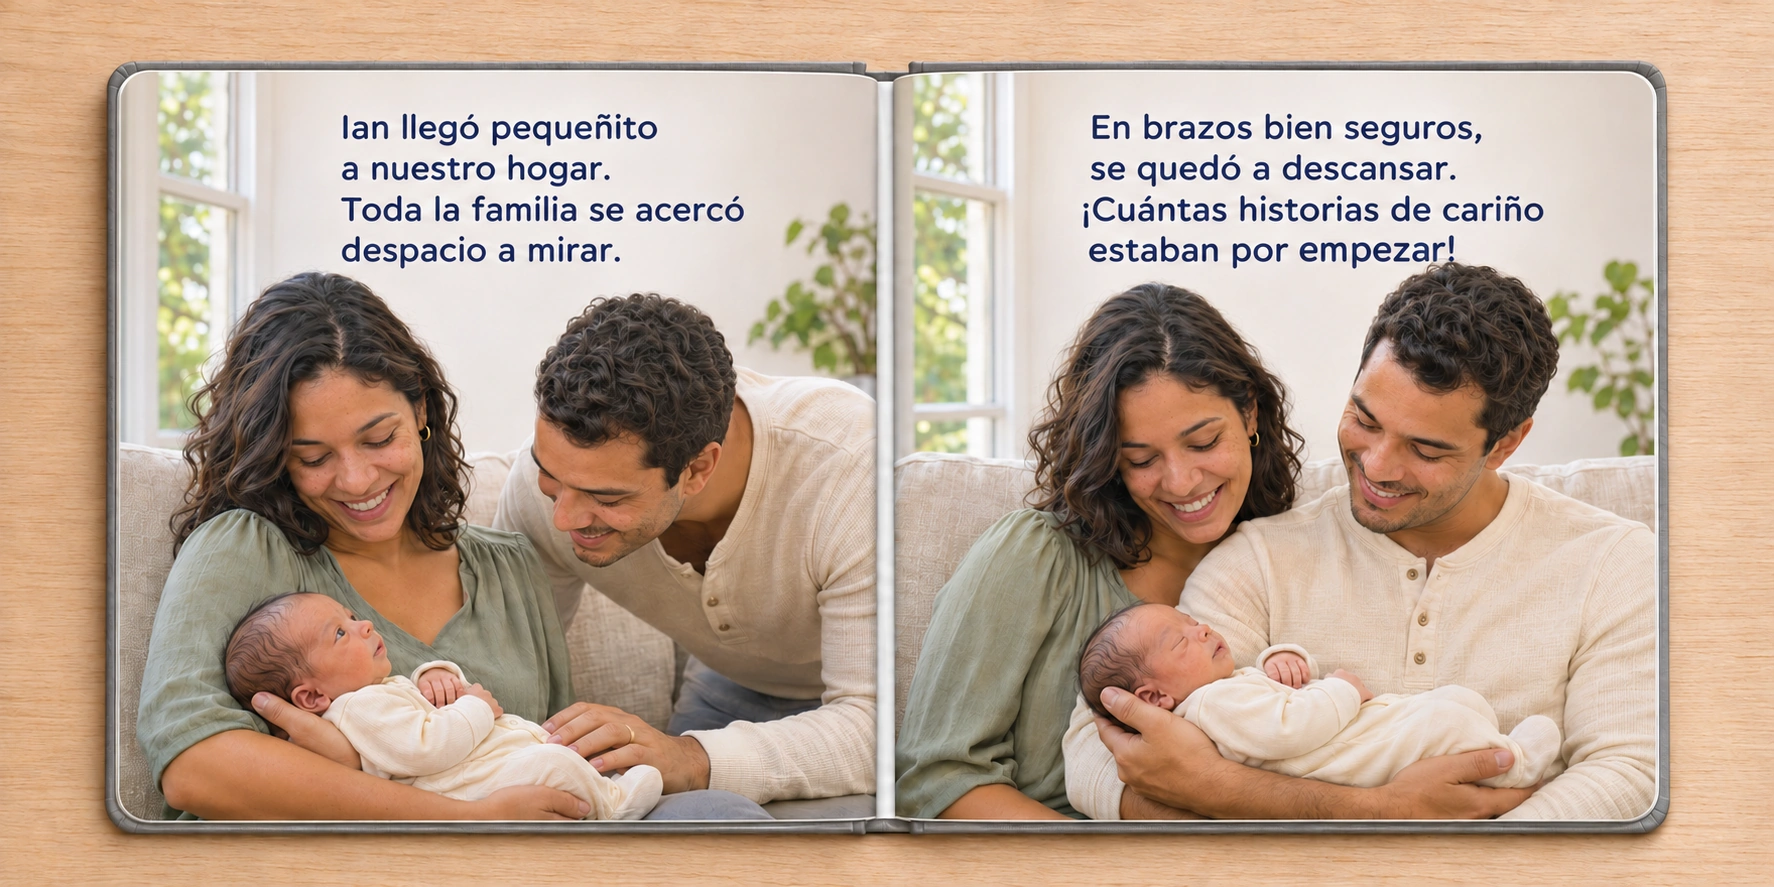 Ian llegó pequeñito
a nuestro hogar.
Toda la familia se acercó
despacio a mirar.
En brazos bien seguros,
se quedó a descansar.
¡Cuántas historias de cariño
estaban por empezar!